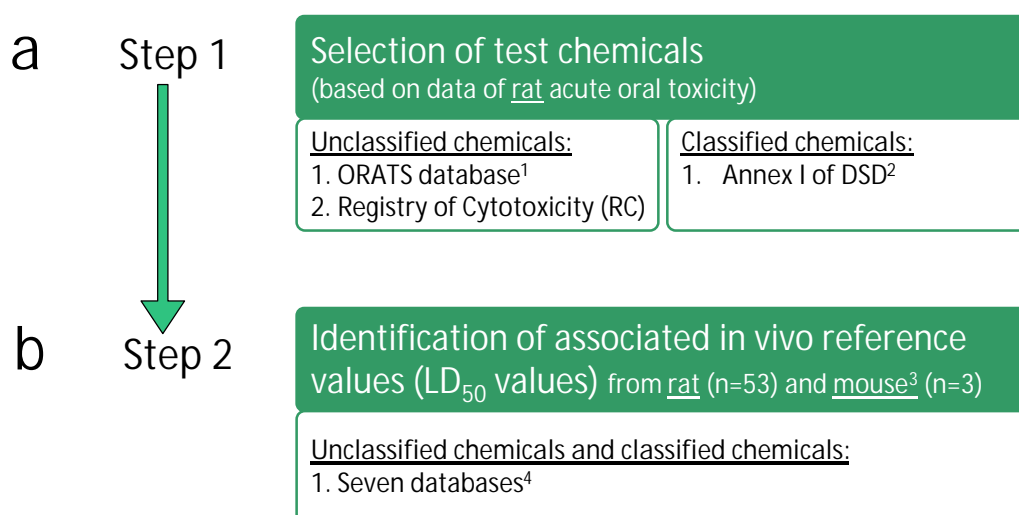 a
Step 1
Selection of test chemicals
(based on data of rat acute oral toxicity)
Unclassified chemicals:
1. ORATS database¹
2. Registry of Cytotoxicity (RC)
Classified chemicals:
1. Annex I of DSD²
b
Step 2
Identification of associated in vivo reference
values (LD₅₀ values) from rat (n=53) and mouse³ (n=3)
Unclassified chemicals and classified chemicals:
1. Seven databases⁴